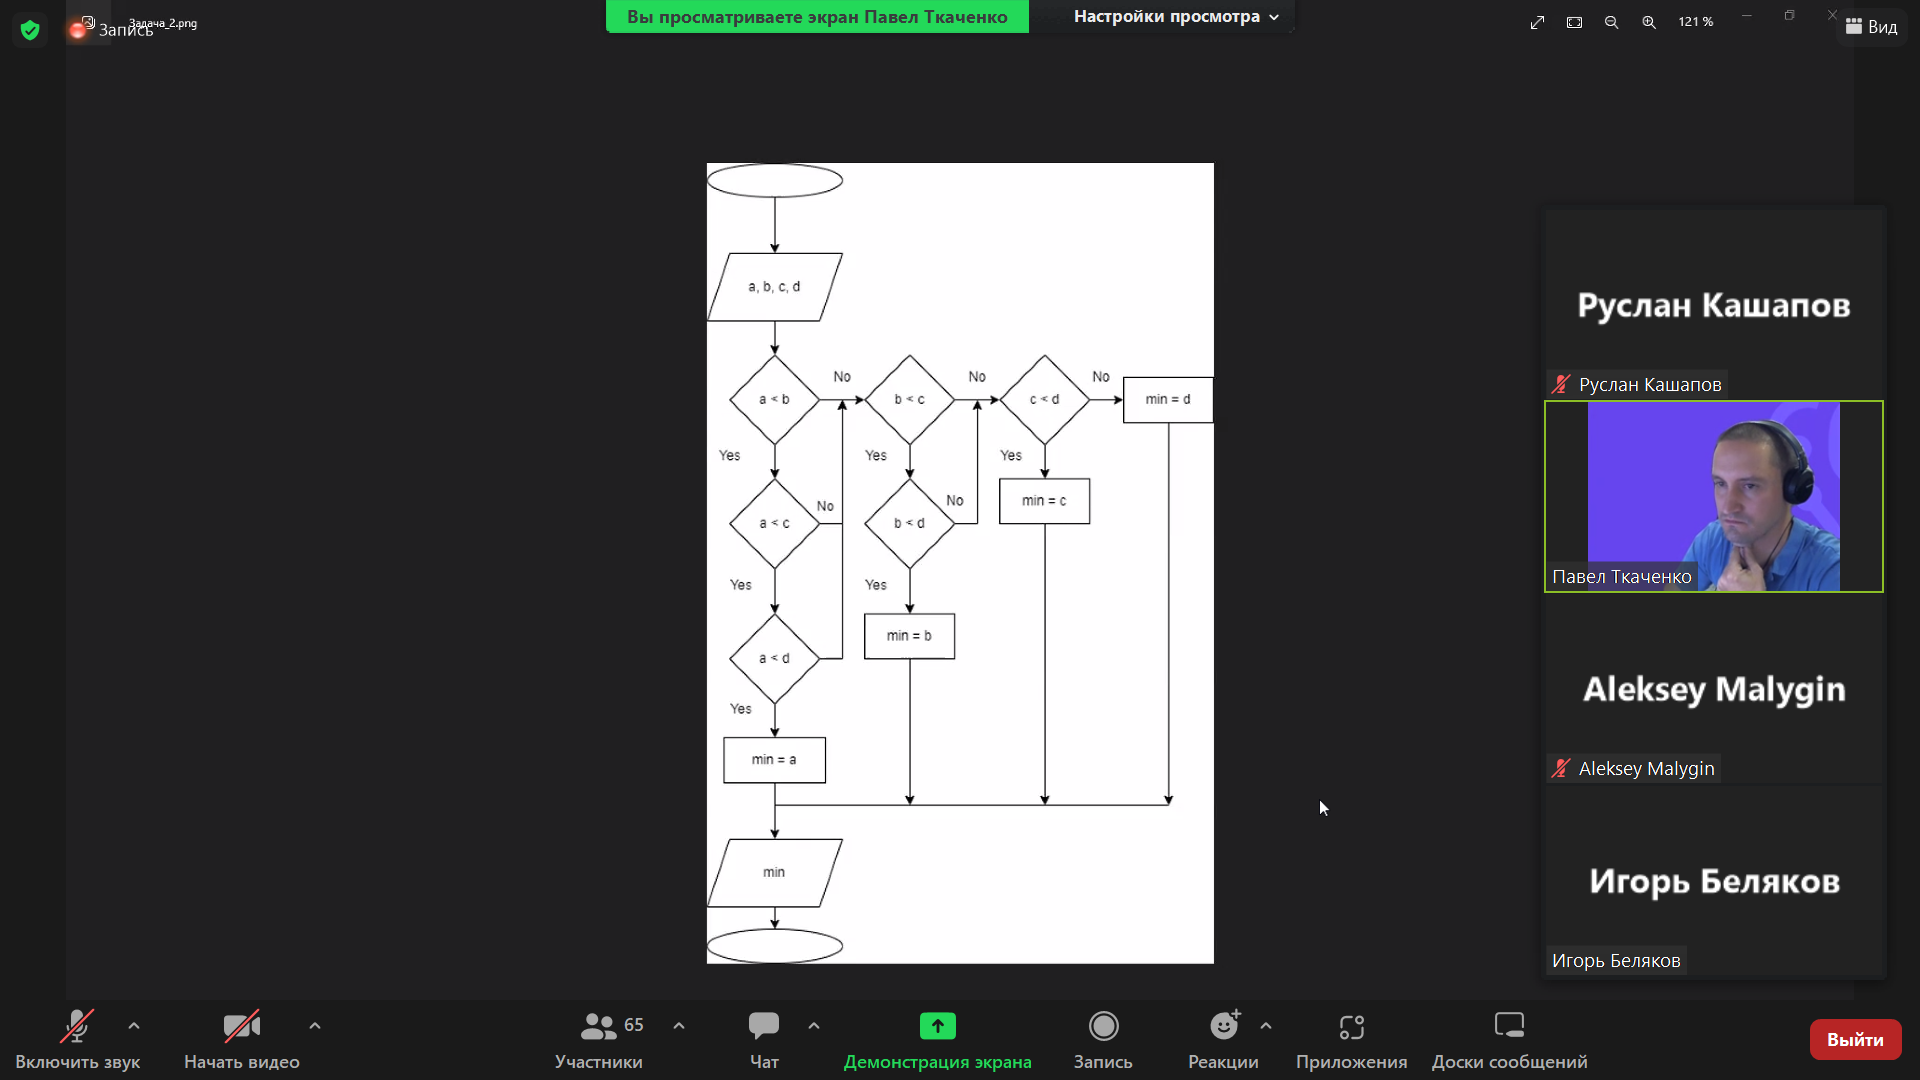 Задача_2.png
Запись
Вы просматриваете экран Павел Ткаченко
Настройки просмотра
121 %
Вид
a, b, c, d
a < b
No
b < c
No
c < d
No
min = d
Yes
Yes
Yes
a < c
No
b < d
No
min = c
Yes
Yes
a < d
min = b
Yes
min = a
min
Руслан Кашапов
Руслан Кашапов
Павел Ткаченко
Aleksey Malygin
Aleksey Malygin
Игорь Беляков
Игорь Беляков
Включить звук
Начать видео
65
Участники
Чат
Демонстрация экрана
Запись
Реакции
Приложения
Доски сообщений
Выйти